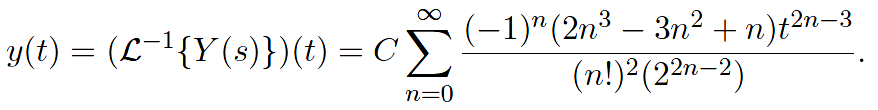 y(t) = (\mathcal{L}^{-1}\{Y(s)\})(t) = C \sum_{n=0}^{\infty} \frac{(-1)^n(2n^3 - 3n^2 + n)t^{2n-3}}{(n!)^2(2^{2n-2})}.